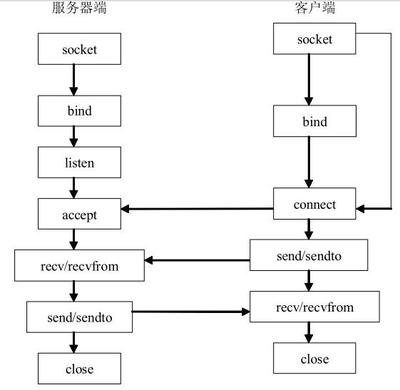 服务器端
socket
bind
listen
accept
recv/recvfrom
send/sendto
close
客户端
socket
bind
connect
send/sendto
recv/recvfrom
close